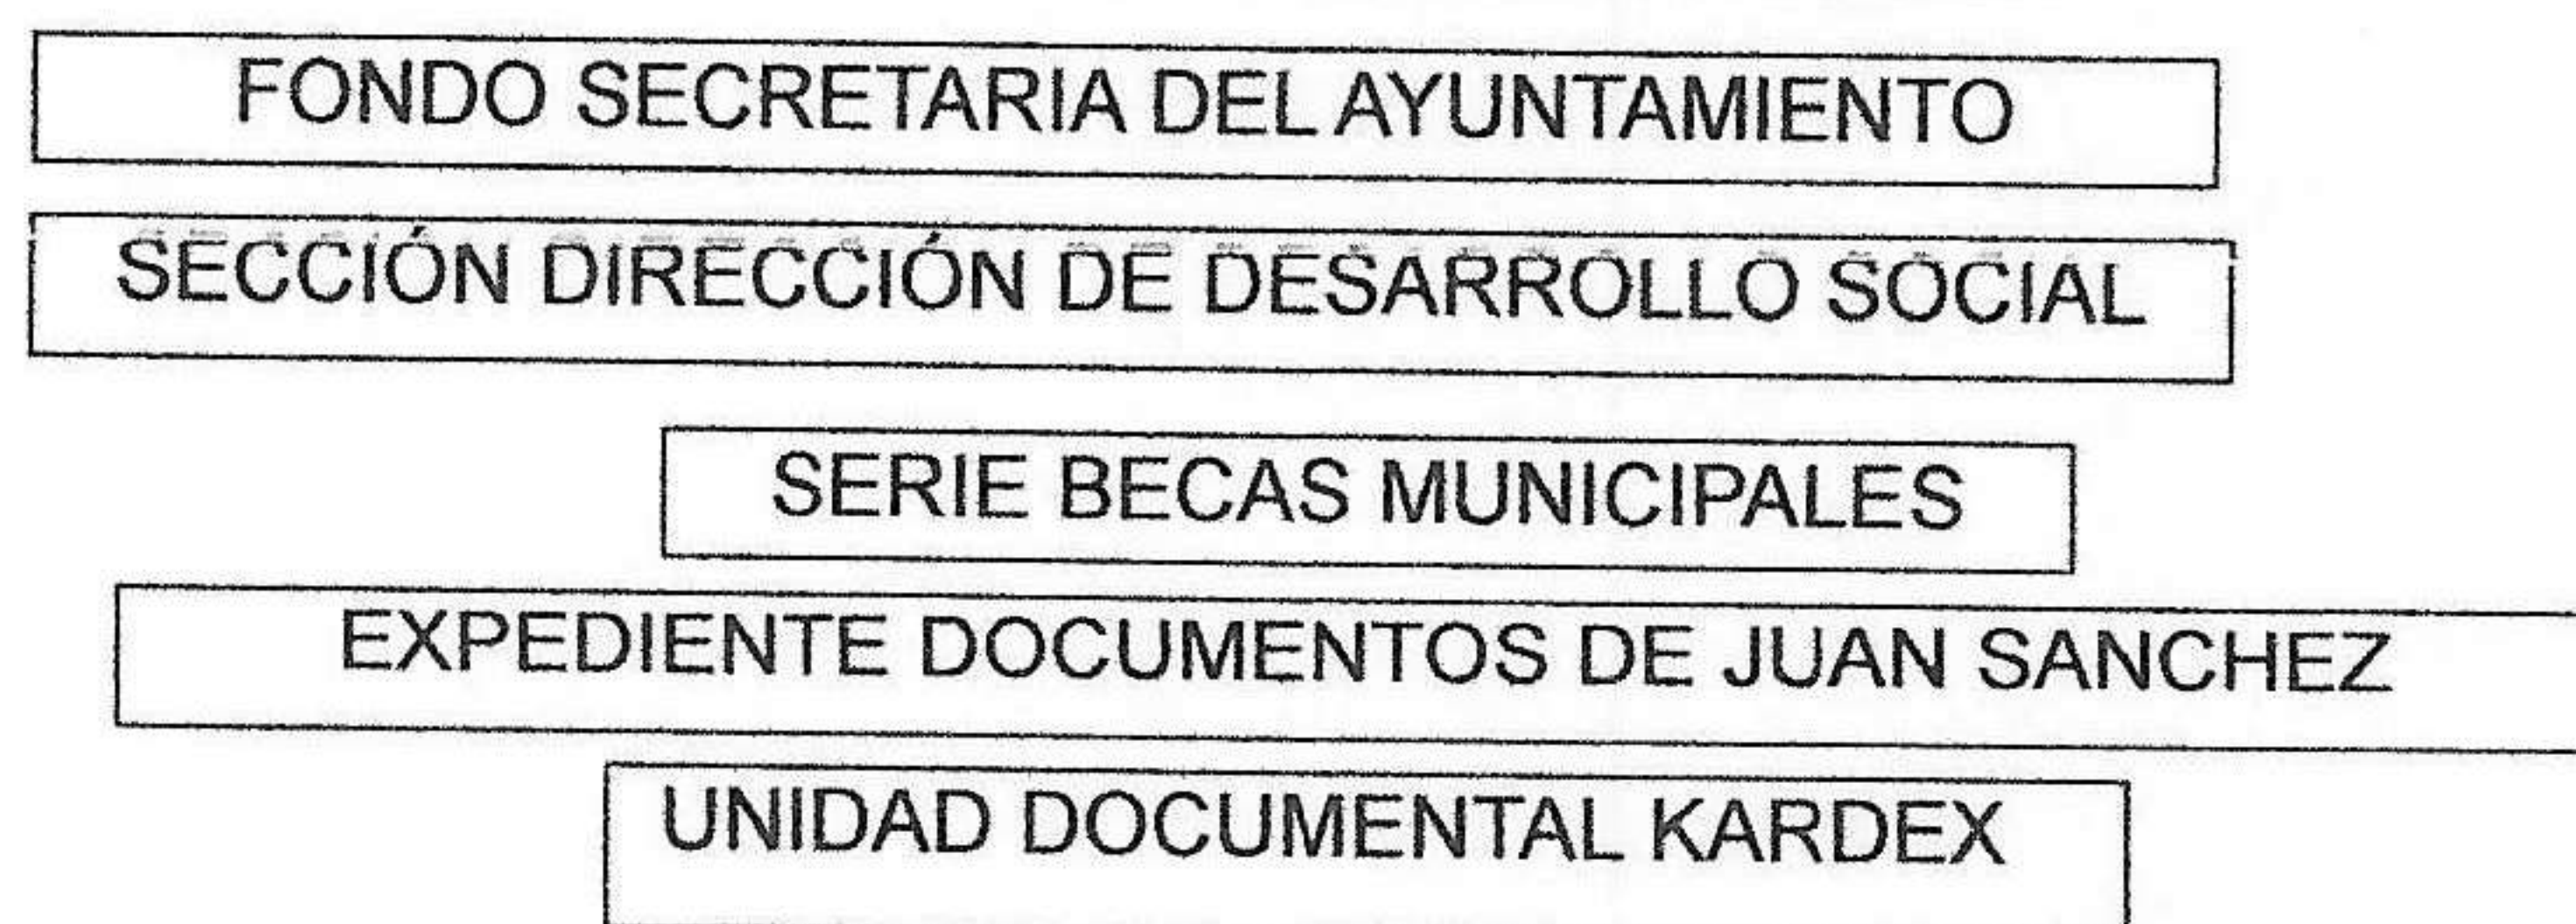 FONDO SECRETARIA DEL AYUNTAMIENTO
SECCIÓN DIRECCIÓN DE DESARROLLO SOCIAL
SERIE BECAS MUNICIPALES
EXPEDIENTE DOCUMENTOS DE JUAN SANCHEZ
UNIDAD DOCUMENTAL KARDEX